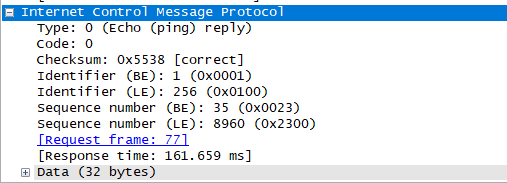 Internet Control Message Protocol
Type: 0 (Echo (ping) reply)
Code: 0
Checksum: 0x5538 [correct]
Identifier (BE): 1 (0x0001)
Identifier (LE): 256 (0x0100)
Sequence number (BE): 35 (0x0023)
Sequence number (LE): 8960 (0x2300)
[Request frame: 77]
[Response time: 161.659 ms]
Data (32 bytes)